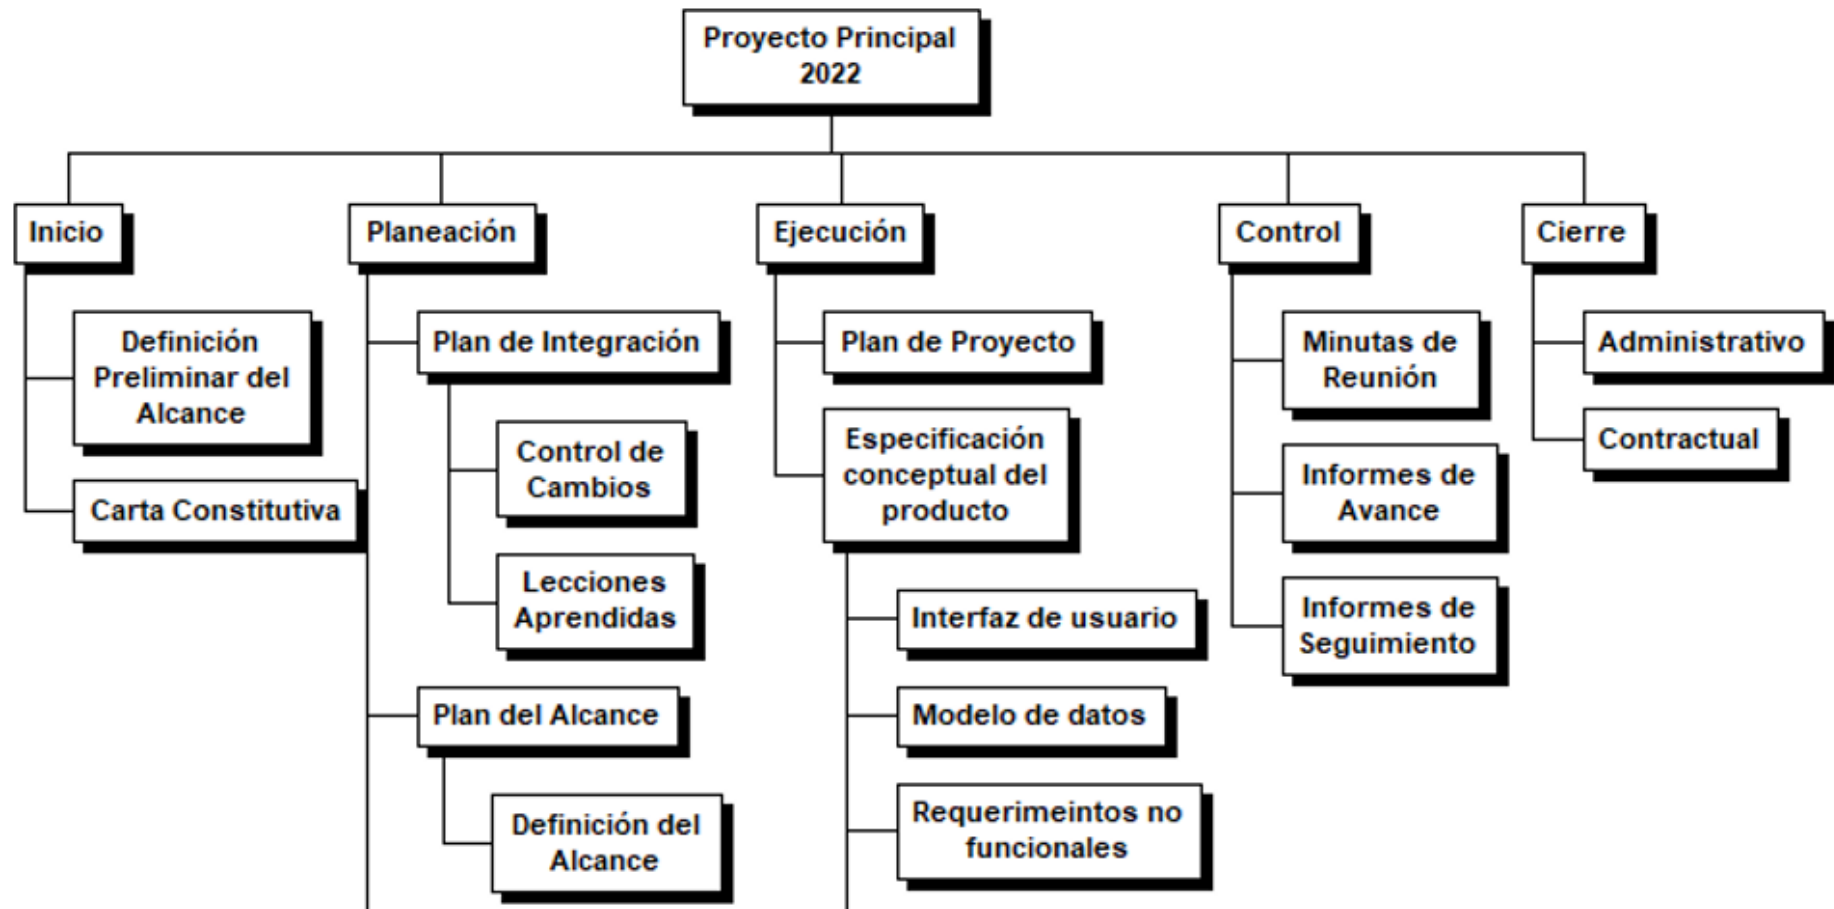 Proyecto Principal
2022
Inicio
Planeación
Ejecución
Control
Cierre
Definición
Preliminar del
Alcance
Carta Constitutiva
Plan de Integración
Control de
Cambios
Lecciones
Aprendidas
Plan del Alcance
Definición del
Alcance
Plan de Proyecto
Especificación
conceptual del
producto
Interfaz de usuario
Modelo de datos
Requerimeintos no
funcionales
Minutas de
Reunión
Informes de
Avance
Informes de
Seguimiento
Administrativo
Contractual